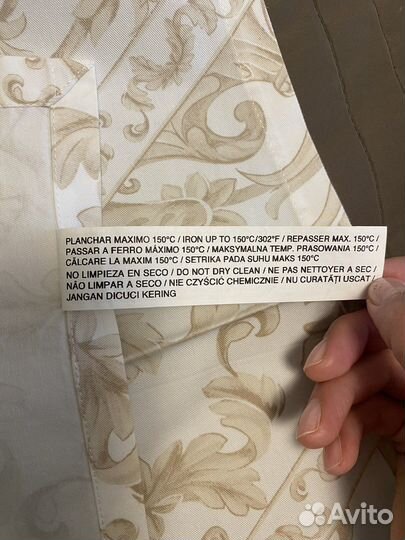 PLANCHAR MAXIMO 150°C / IRON UP TO 150°C/302°F / REPASSER MAX. 150°C /
PASSAR A FERRO MÁXIMO 150°C / MAKSYMALNA TEMP. PRASOWANIA 150°C /
CĂLCARE LA MAXIM 150°C / SETRIKA PADA SUHU MAKS 150°C
NO LIMPIEZA EN SECO / DO NOT DRY CLEAN / NE PAS NETTOYER A SEC /
NÃO LIMPAR A SECO / NIE CZYŚCIĆ CHEMICZNIE / NU CURATĂȚI USCAT /
JANGAN DICUCI KERING
Avito